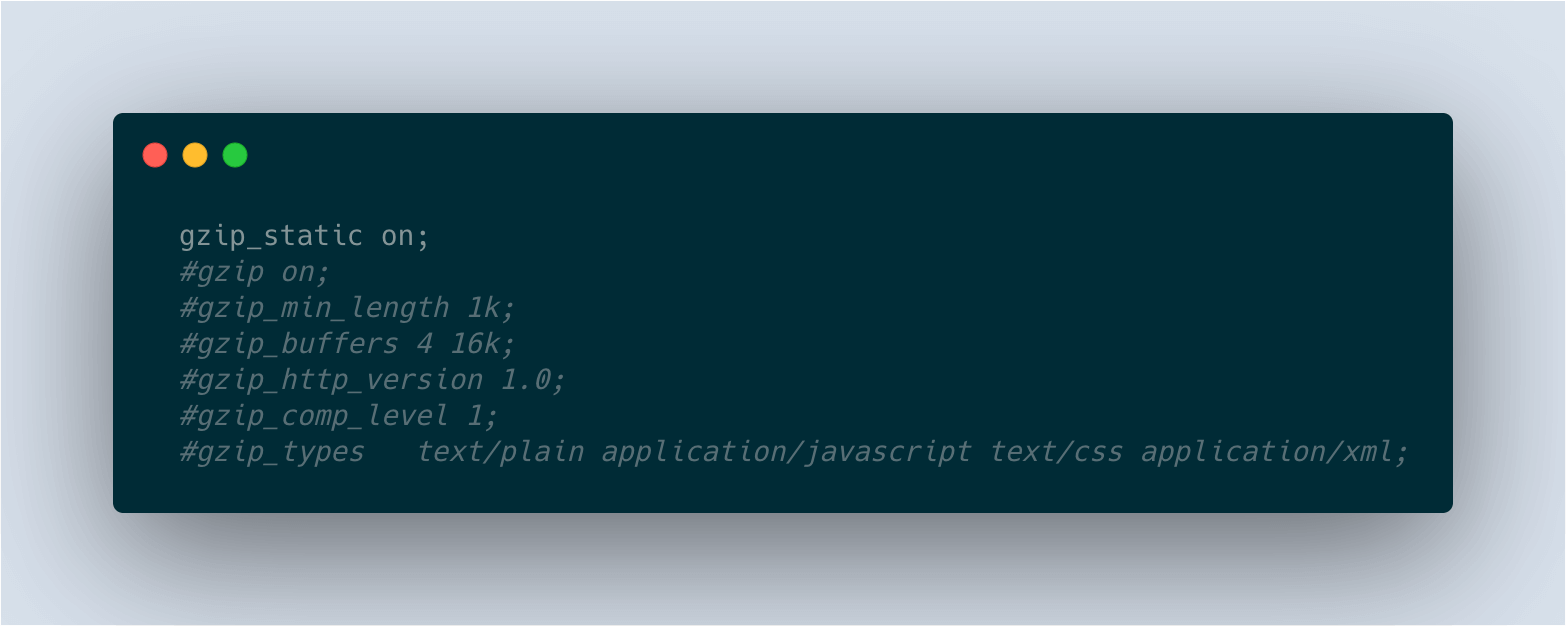 gzip_static on;
#gzip on;
#gzip_min_length 1k;
#gzip_buffers 4 16k;
#gzip_http_version 1.0;
#gzip_comp_level 1;
#gzip_types   text/plain application/javascript text/css application/xml;